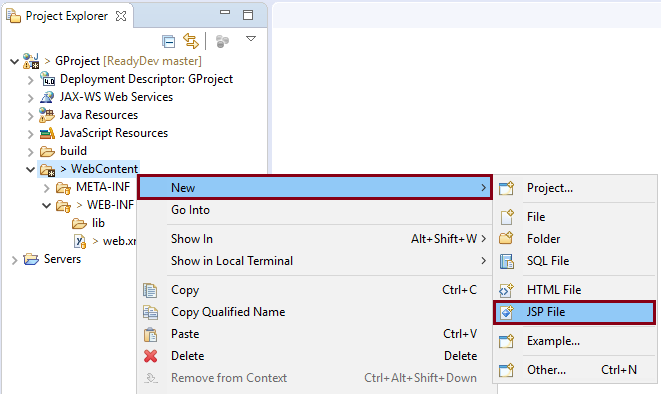 Project Explorer
> GProject [ReadyDev master]
Deployment Descriptor: GProject
JAX-WS Web Services
Java Resources
JavaScript Resources
build
> WebContent
META-INF
> WEB-INF
lib
> web.x
Servers
New
Go Into
Show In Alt+Shift+W
Show in Local Terminal
Copy Ctrl+C
Copy Qualified Name
Paste Ctrl+V
Delete Delete
Remove from Context Ctrl+Alt+Shift+Down
Project...
File
Folder
SQL File
HTML File
JSP File
Example...
Other... Ctrl+N